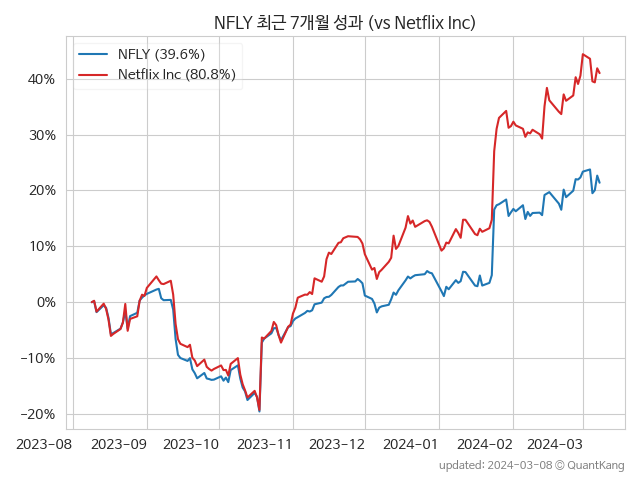 NFLY 최근 7개월 성과 (vs Netflix Inc)
NFLY (39.6%)
Netflix Inc (80.8%)
40%
30%
20%
10%
0%
−10%
−20%
2023-08 2023-09 2023-10 2023-11 2023-12 2024-01 2024-02 2024-03
updated: 2024-03-08 © QuantKang